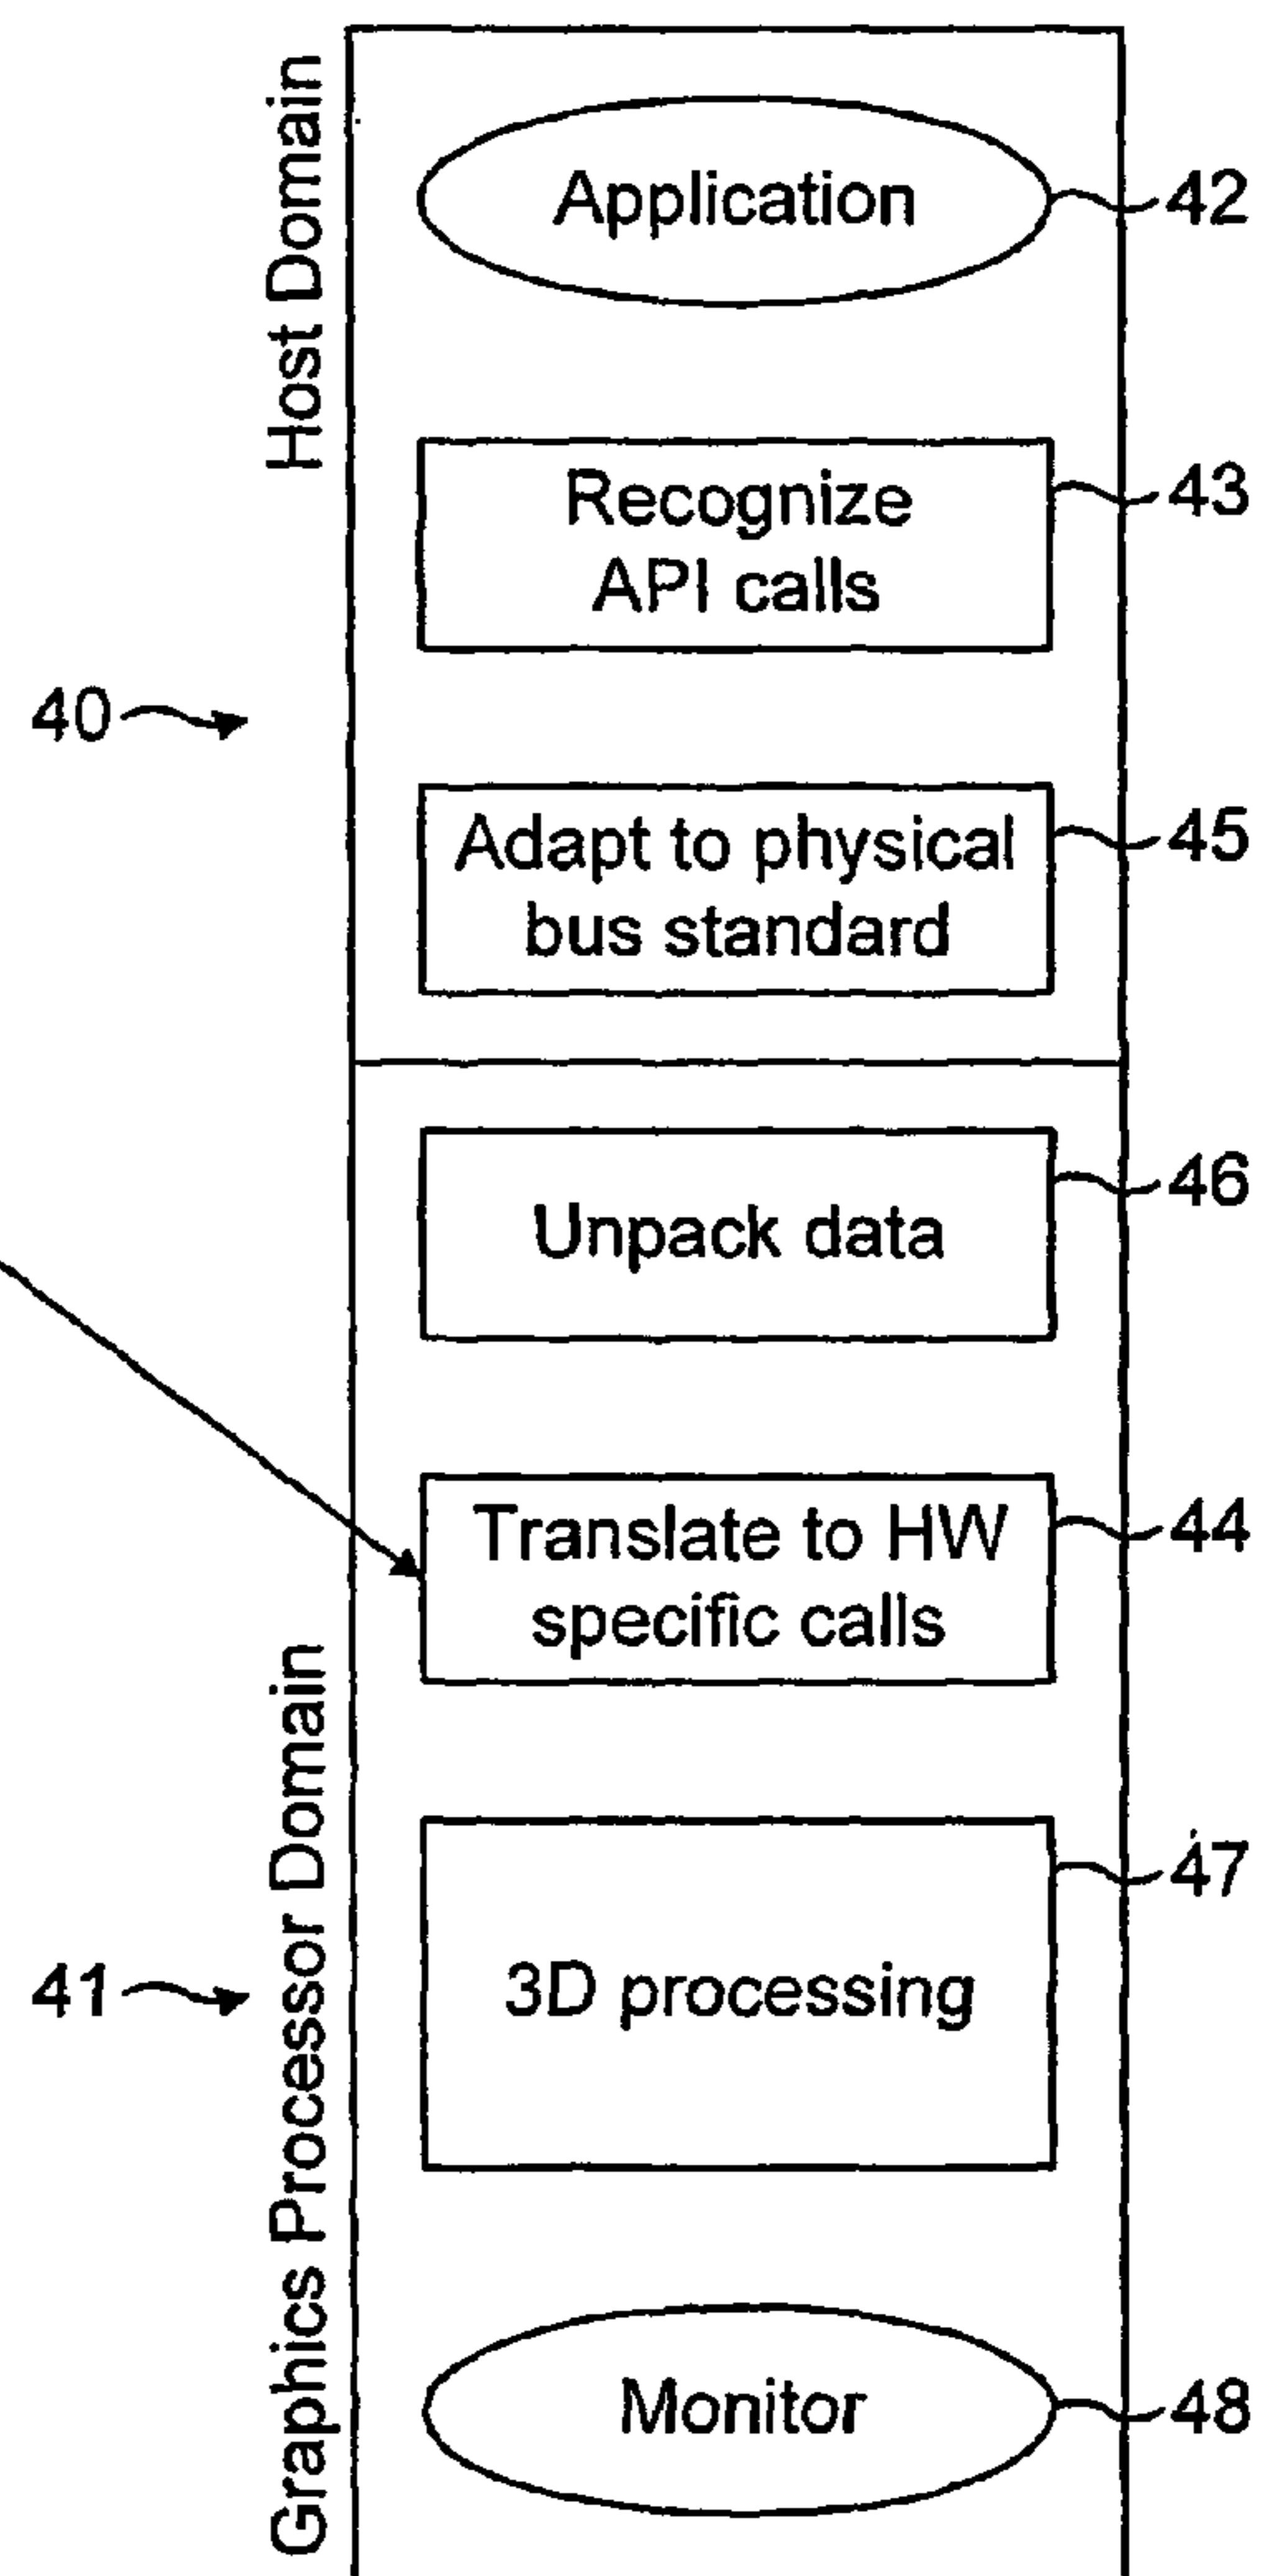 Host Domain
Application
42
Recognize
API calls
43
40
Adapt to physical
bus standard
45
Unpack data
46
Translate to HW
specific calls
44
Graphics Processor Domain
41
3D processing
47
Monitor
48